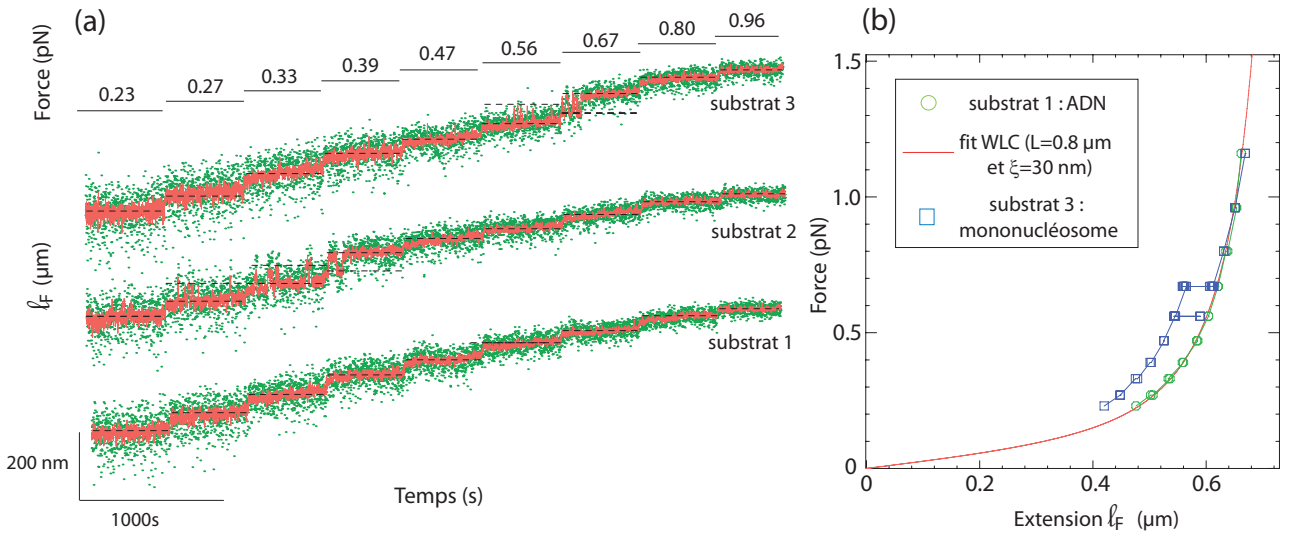 (a)
Force (pN)
0.23
0.27
0.33
0.39
0.47
0.56
0.67
0.80
0.96
substrat 3
substrat 2
substrat 1
ℓF (µm)
200 nm
1000s
Temps (s)
(b)
1.5
1.0
0.5
0
Force (pN)
substrat 1 : ADN
fit WLC (L=0.8 µm
et ξ=30 nm)
substrat 3 :
mononucléosome
0
0.2
0.4
0.6
Extension ℓF (µm)